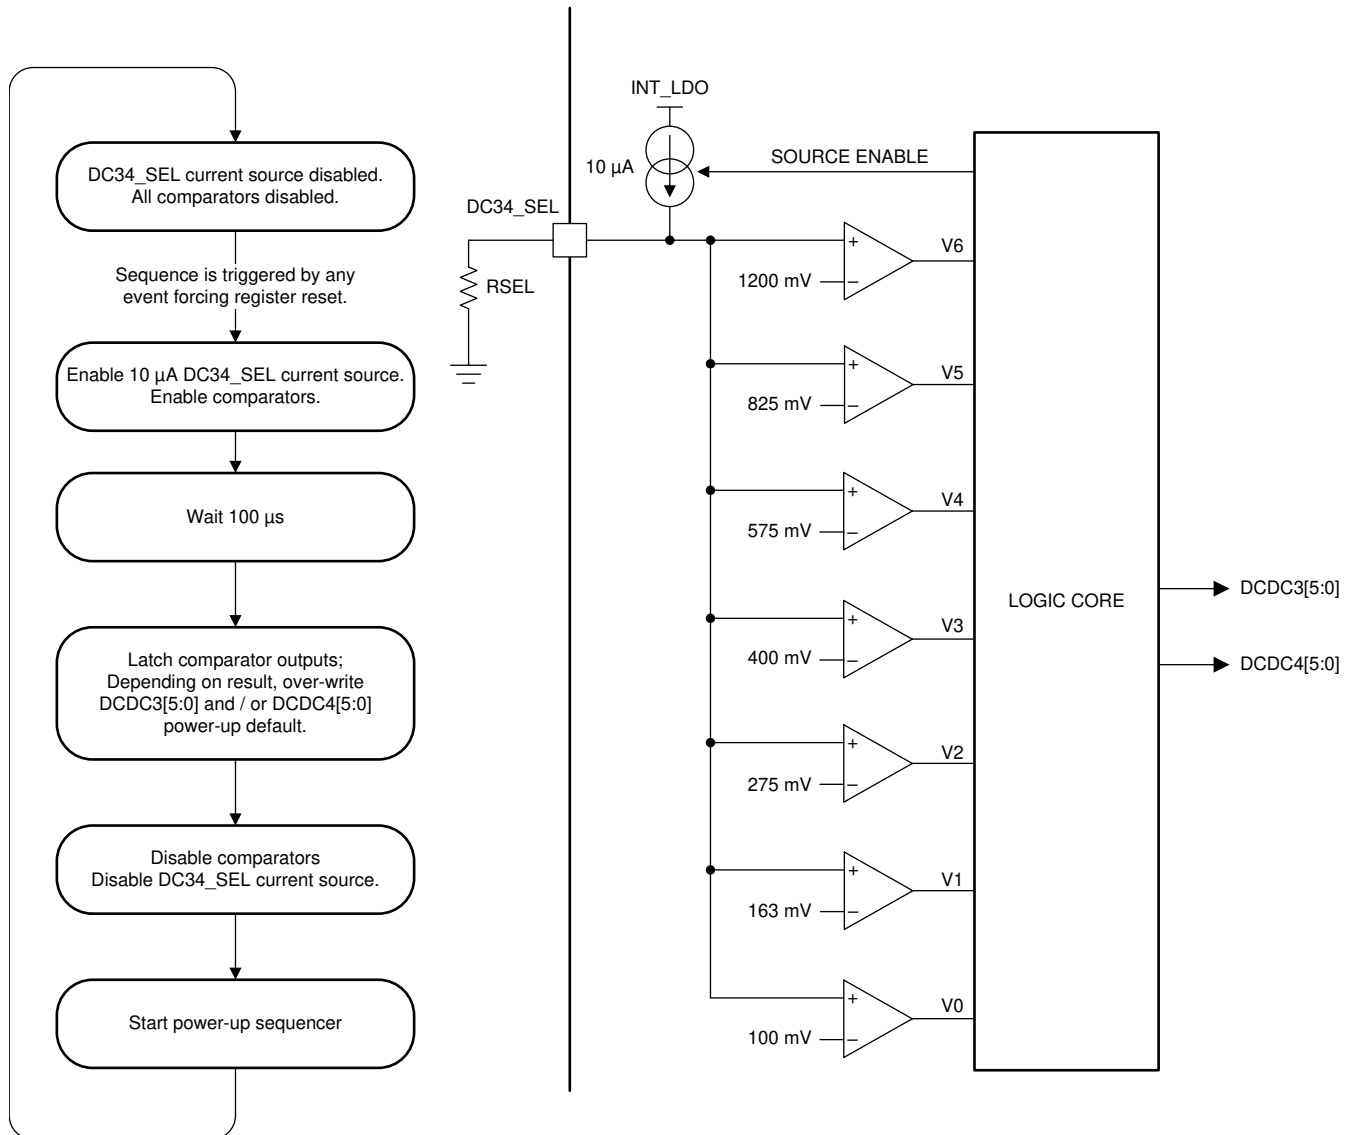 DC34_SEL current source disabled.
All comparators disabled.
Sequence is triggered by any
event forcing register reset.
Enable 10 µA DC34_SEL current source.
Enable comparators.
Wait 100 µs
Latch comparator outputs;
Depending on result, over-write
DCDC3[5:0] and / or DCDC4[5:0]
power-up default.
Disable comparators
Disable DC34_SEL current source.
Start power-up sequencer
INT_LDO
10 µA
SOURCE ENABLE
DC34_SEL
RSEL
+
V6
1200 mV
–
+
V5
825 mV
–
+
V4
575 mV
–
LOGIC CORE
DCDC3[5:0]
DCDC4[5:0]
+
V3
400 mV
–
+
V2
275 mV
–
+
V1
163 mV
–
+
V0
100 mV
–